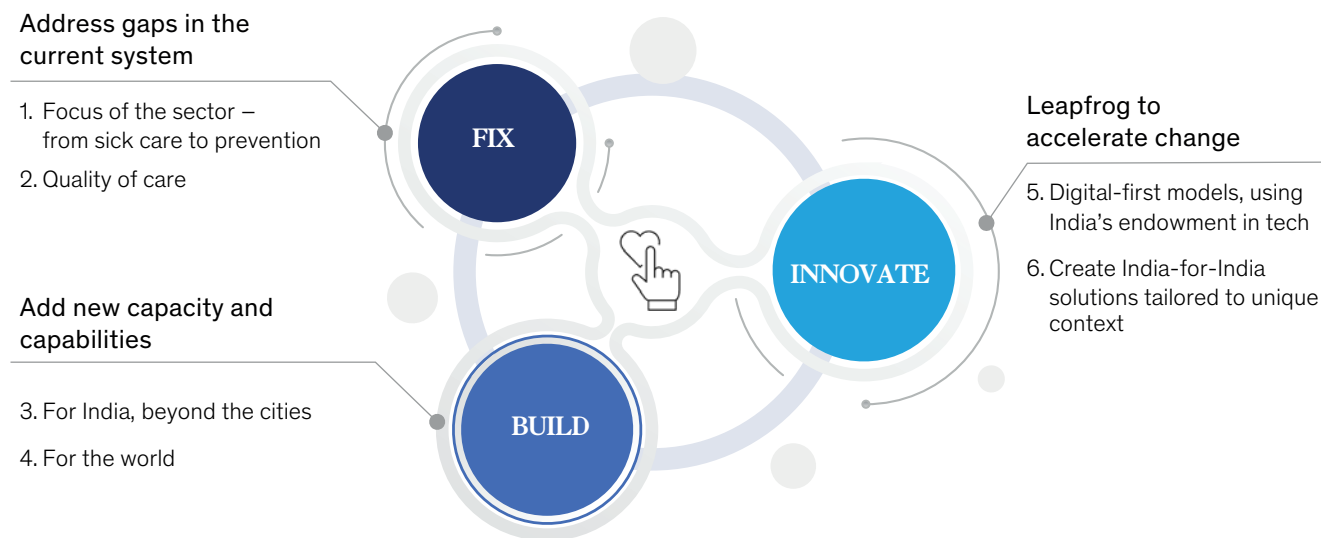 Address gaps in the
current system
1. Focus of the sector –
from sick care to prevention
2. Quality of care
FIX
Add new capacity and
capabilities
3. For India, beyond the cities
4. For the world
BUILD
Leapfrog to
accelerate change
5. Digital-first models, using
India’s endowment in tech
6. Create India-for-India
solutions tailored to unique
context
INNOVATE